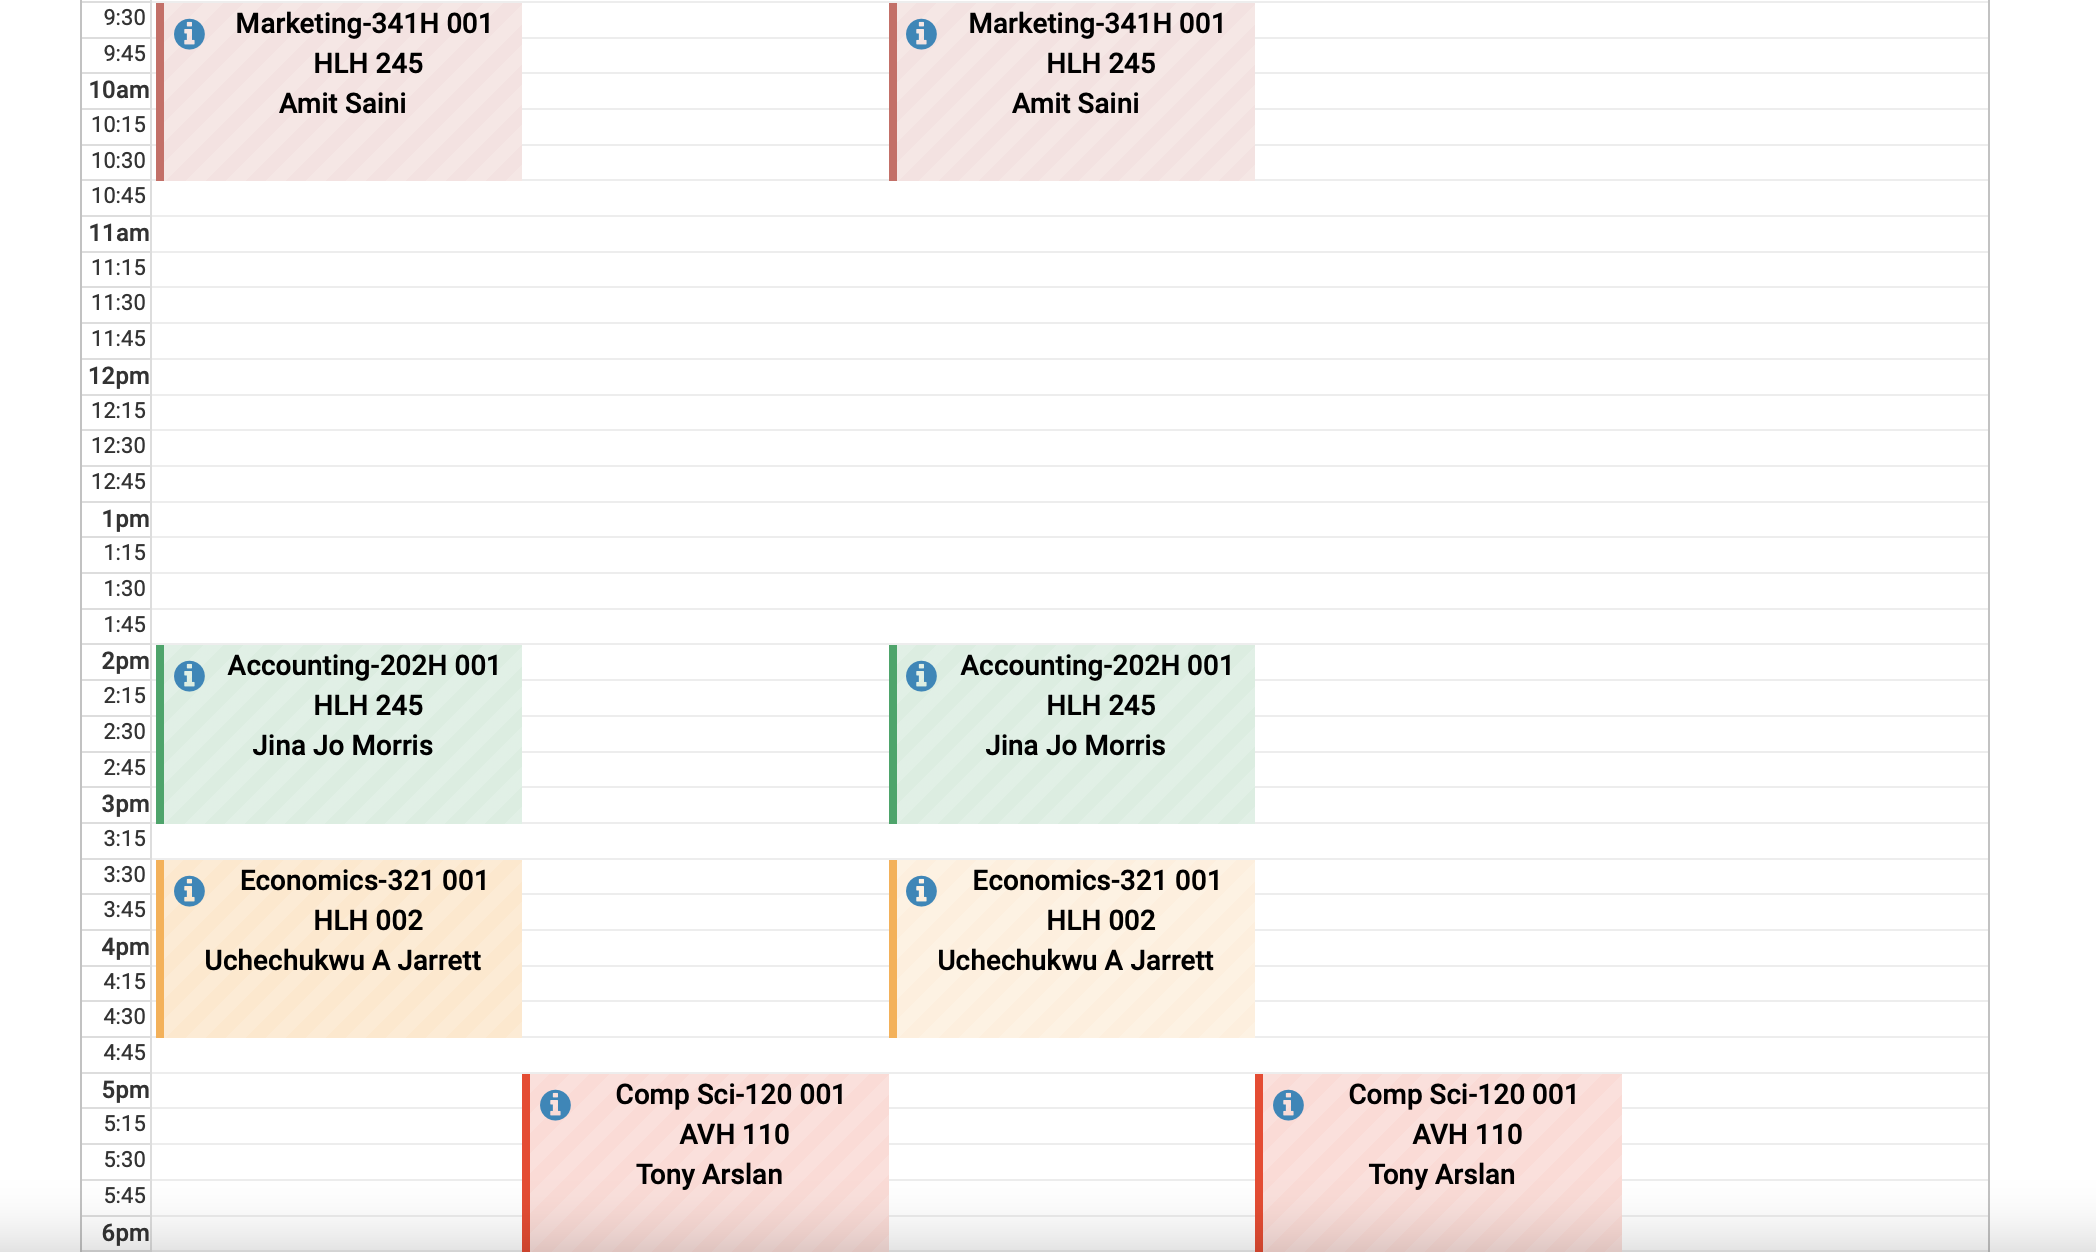 9:30
Marketing-341H 001
HLH 245
Amit Saini
Marketing-341H 001
HLH 245
Amit Saini
9:45
10am
10:15
10:30
10:45
11am
11:15
11:30
11:45
12pm
12:15
12:30
12:45
1pm
1:15
1:30
1:45
2pm
Accounting-202H 001
HLH 245
Jina Jo Morris
Accounting-202H 001
HLH 245
Jina Jo Morris
2:15
2:30
2:45
3pm
3:15
3:30
Economics-321 001
HLH 002
Uchechukwu A Jarrett
Economics-321 001
HLH 002
Uchechukwu A Jarrett
3:45
4pm
4:15
4:30
4:45
5pm
Comp Sci-120 001
AVH 110
Tony Arslan
Comp Sci-120 001
AVH 110
Tony Arslan
5:15
5:30
5:45
6pm